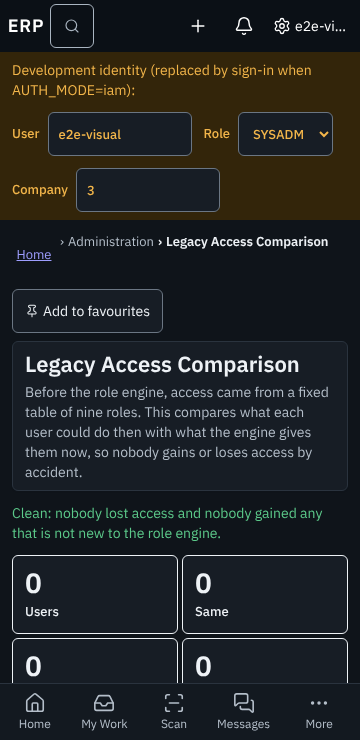 ERP
e2e-vi...
Development identity (replaced by sign-in when
AUTH_MODE=iam):
User
e2e-visual
Role
SYSADM
Company
3
Home
› Administration › Legacy Access Comparison
Add to favourites
Legacy Access Comparison
Before the role engine, access came from a fixed
table of nine roles. This compares what each
user could do then with what the engine gives
them now, so nobody gains or loses access by
accident.
Clean: nobody lost access and nobody gained any
that is not new to the role engine.
0
Users
0
Same
0
0
Home
My Work
Scan
Messages
More